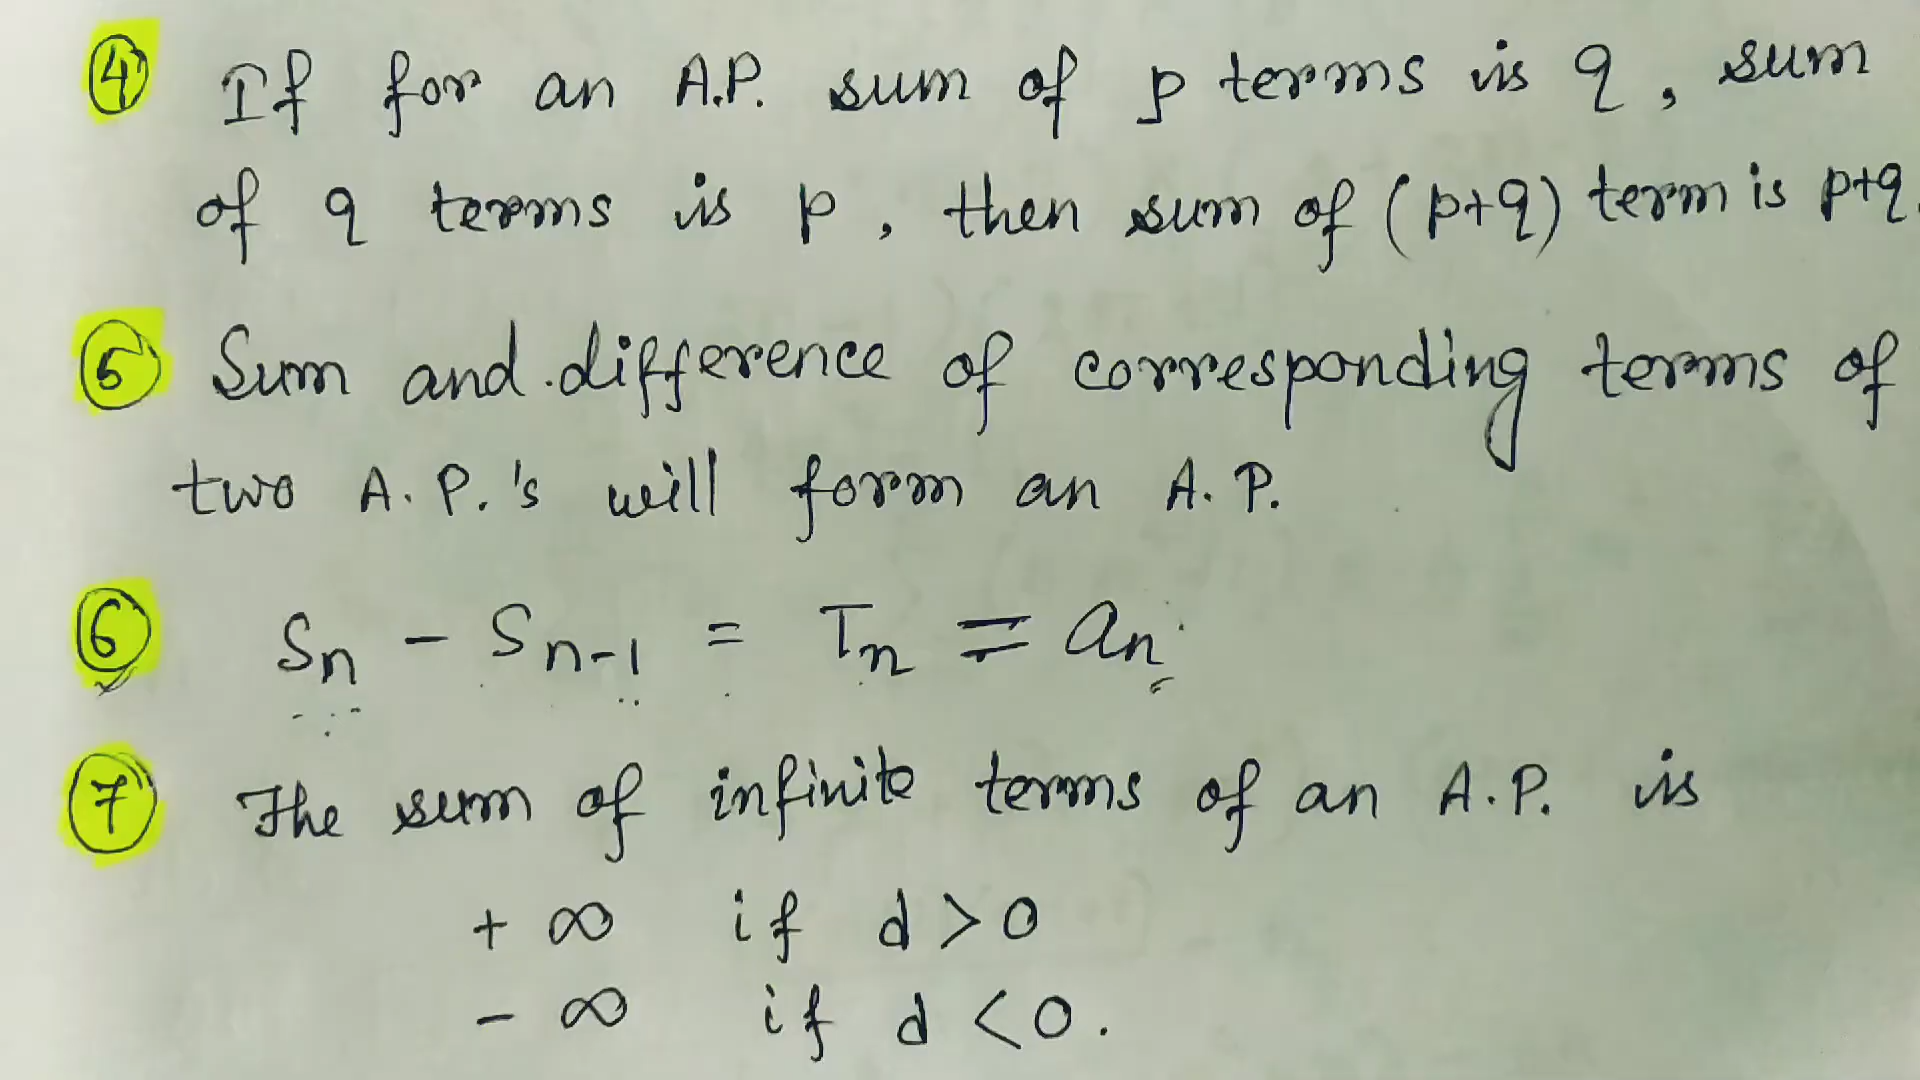 ④ If for an A.P. sum of p terms is q, sum
of q terms is p, then sum of (p+q) term is p+q.
⑤ Sum and difference of corresponding terms of
two A.P.'s will form an A.P.
⑥ Sn - Sn-1 = Tn = an
⑦ The sum of infinite terms of an A.P. is
+ ∞ if d > 0
- ∞ if d < 0.